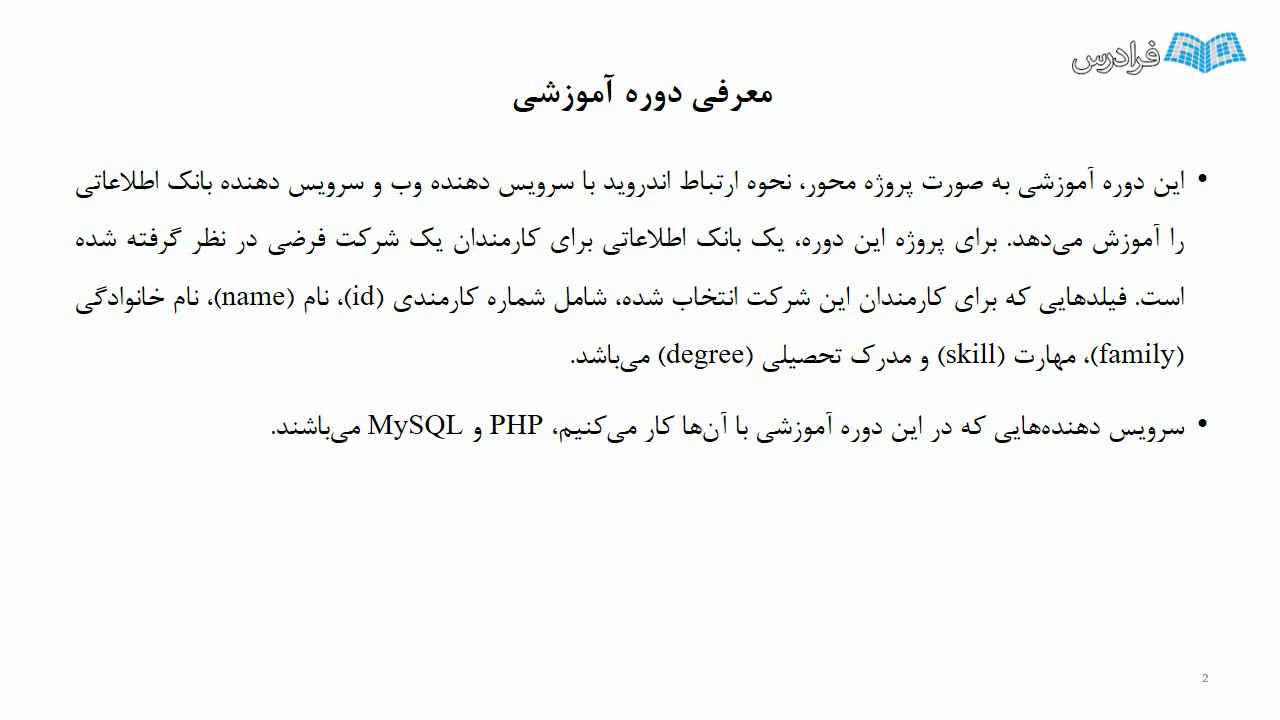 فرادرس
معرفی دوره آموزشی
• این دوره آموزشی به صورت پروژه محور، نحوه ارتباط اندروید با سرویس دهنده وب و سرویس دهنده بانک اطلاعاتی
را آموزش می‌دهد. برای پروژه این دوره، یک بانک اطلاعاتی برای کارمندان یک شرکت فرضی در نظر گرفته شده
است. فیلدهایی که برای کارمندان این شرکت انتخاب شده، شامل شماره کارمندی (id)، نام (name)، نام خانوادگی
(family)، مهارت (skill) و مدرک تحصیلی (degree) می‌باشد.
• سرویس دهنده‌هایی که در این دوره آموزشی با آن‌ها کار می‌کنیم، PHP و MySQL می‌باشند.
2